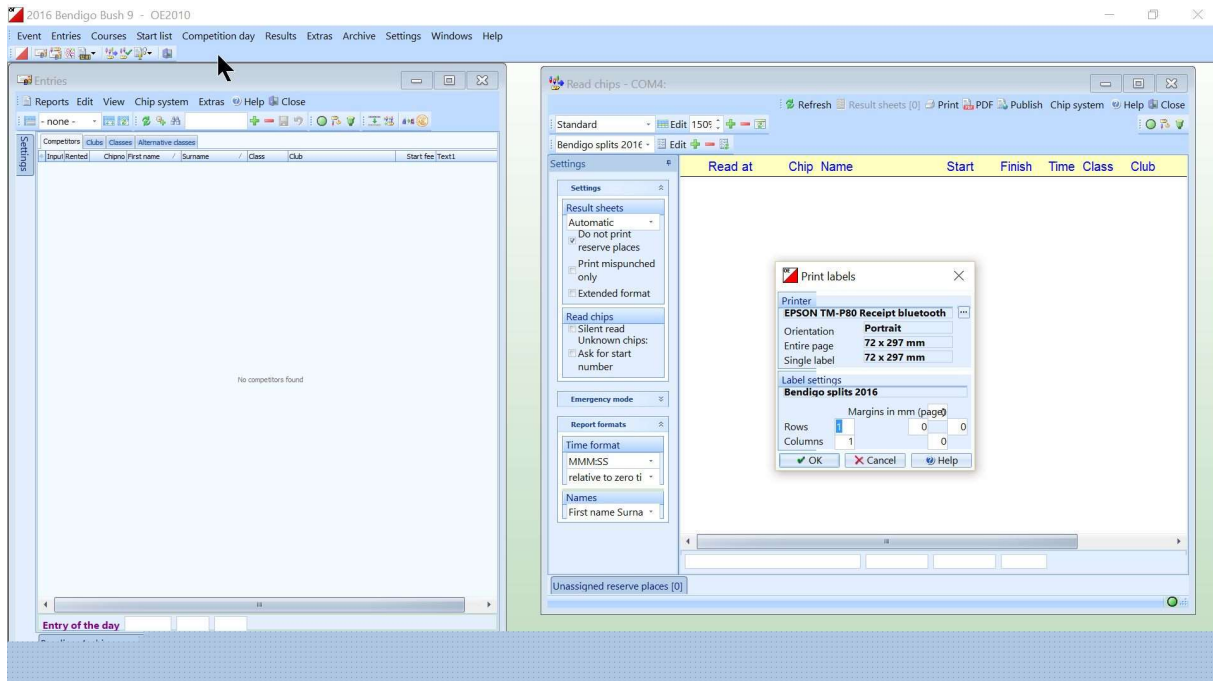 2016 Bendigo Bush 9 - OE2010
Event Entries Courses Start list Competition day Results Extras Archive Settings Windows Help
Entries
Reports Edit View Chip system Extras Help Close
- none -
Settings
Competitors Clubs Classes Alternative classes
Input Rented Chipno First name / Surname / Class Club Start fee Text1
No competitors found
Entry of the day
Read chips - COM4:
Refresh Result sheets [0] Print PDF Publish Chip system Help Close
Standard Edit 150%
Bendigo splits 2016 Edit
Settings
Read at Chip Name Start Finish Time Class Club
Settings
Result sheets
Automatic
Do not print
reserve places
Print mispunched
only
Extended format
Read chips
Silent read
Unknown chips:
Ask for start
number
Emergency mode
Report formats
Time format
MMM:SS
relative to zero ti
Names
First name Surna
Unassigned reserve places [0]
Print labels
Printer
EPSON TM-P80 Receipt bluetooth ...
Orientation Portrait
Entire page 72 x 297 mm
Single label 72 x 297 mm
Label settings
Bendigo splits 2016
Margins in mm (page) 0
Rows 1 0 0
Columns 1 0
OK Cancel Help